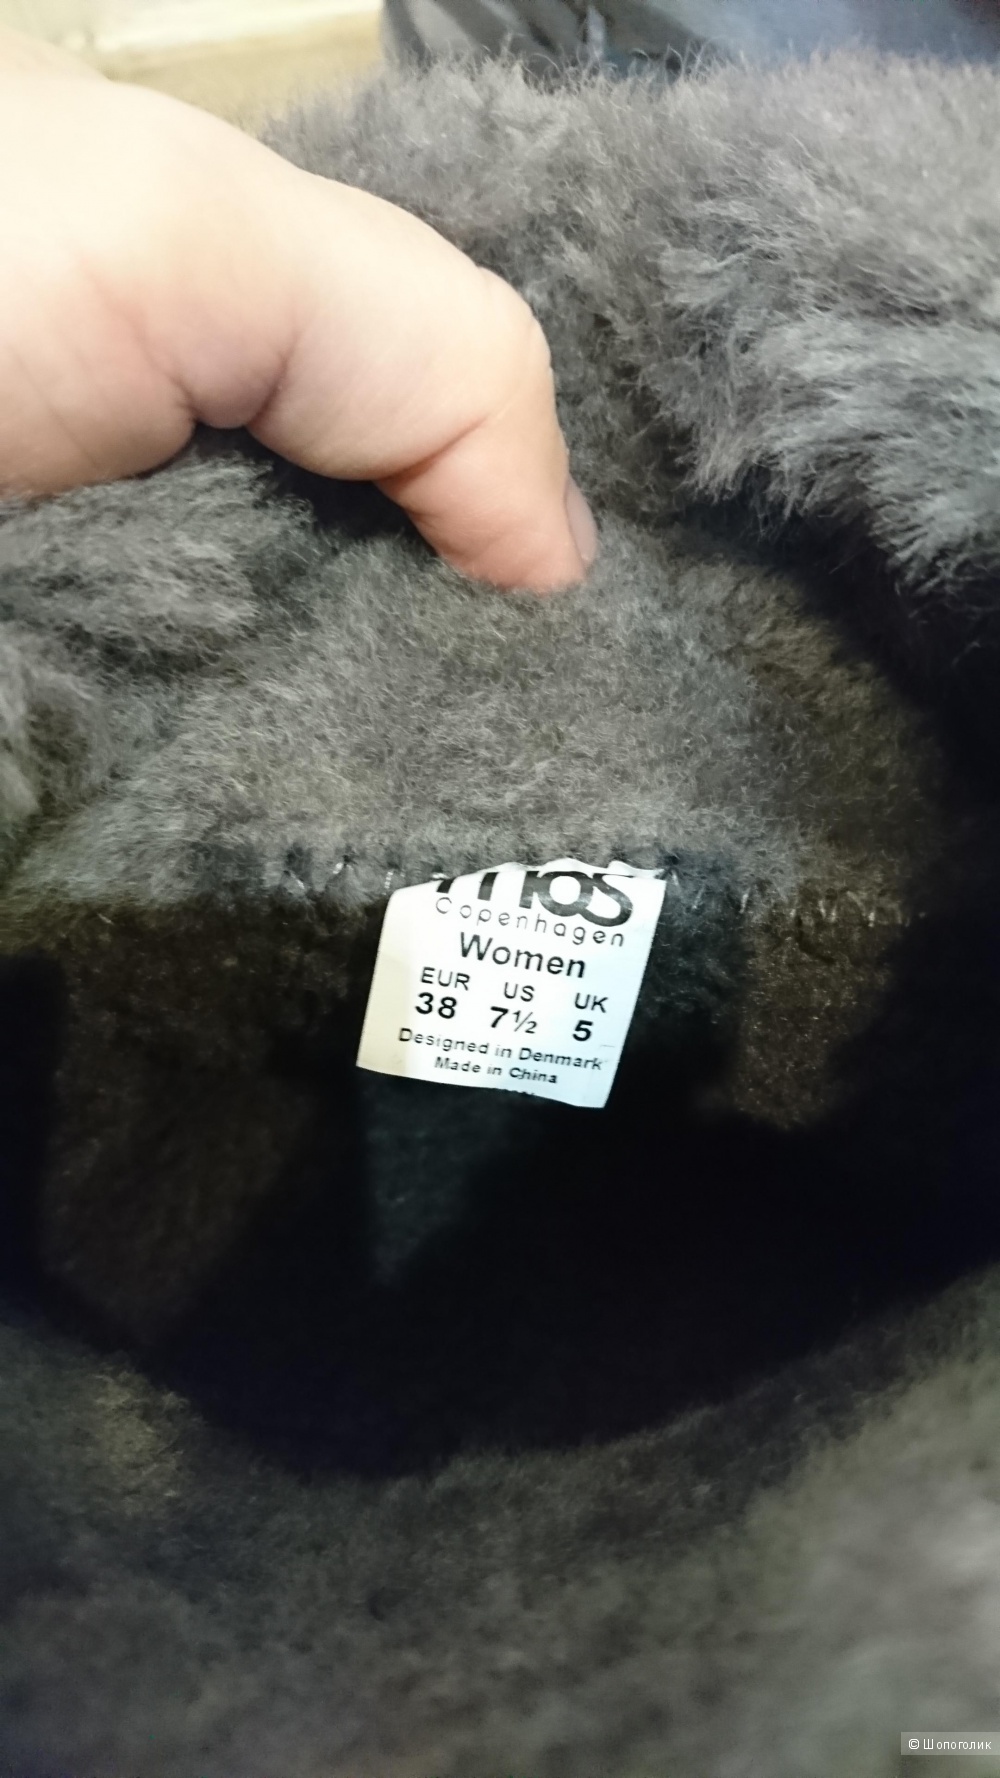 Copenhagen
Women
EUR US UK
38 7½ 5
Designed in Denmark
Made in China
© Шопоголик